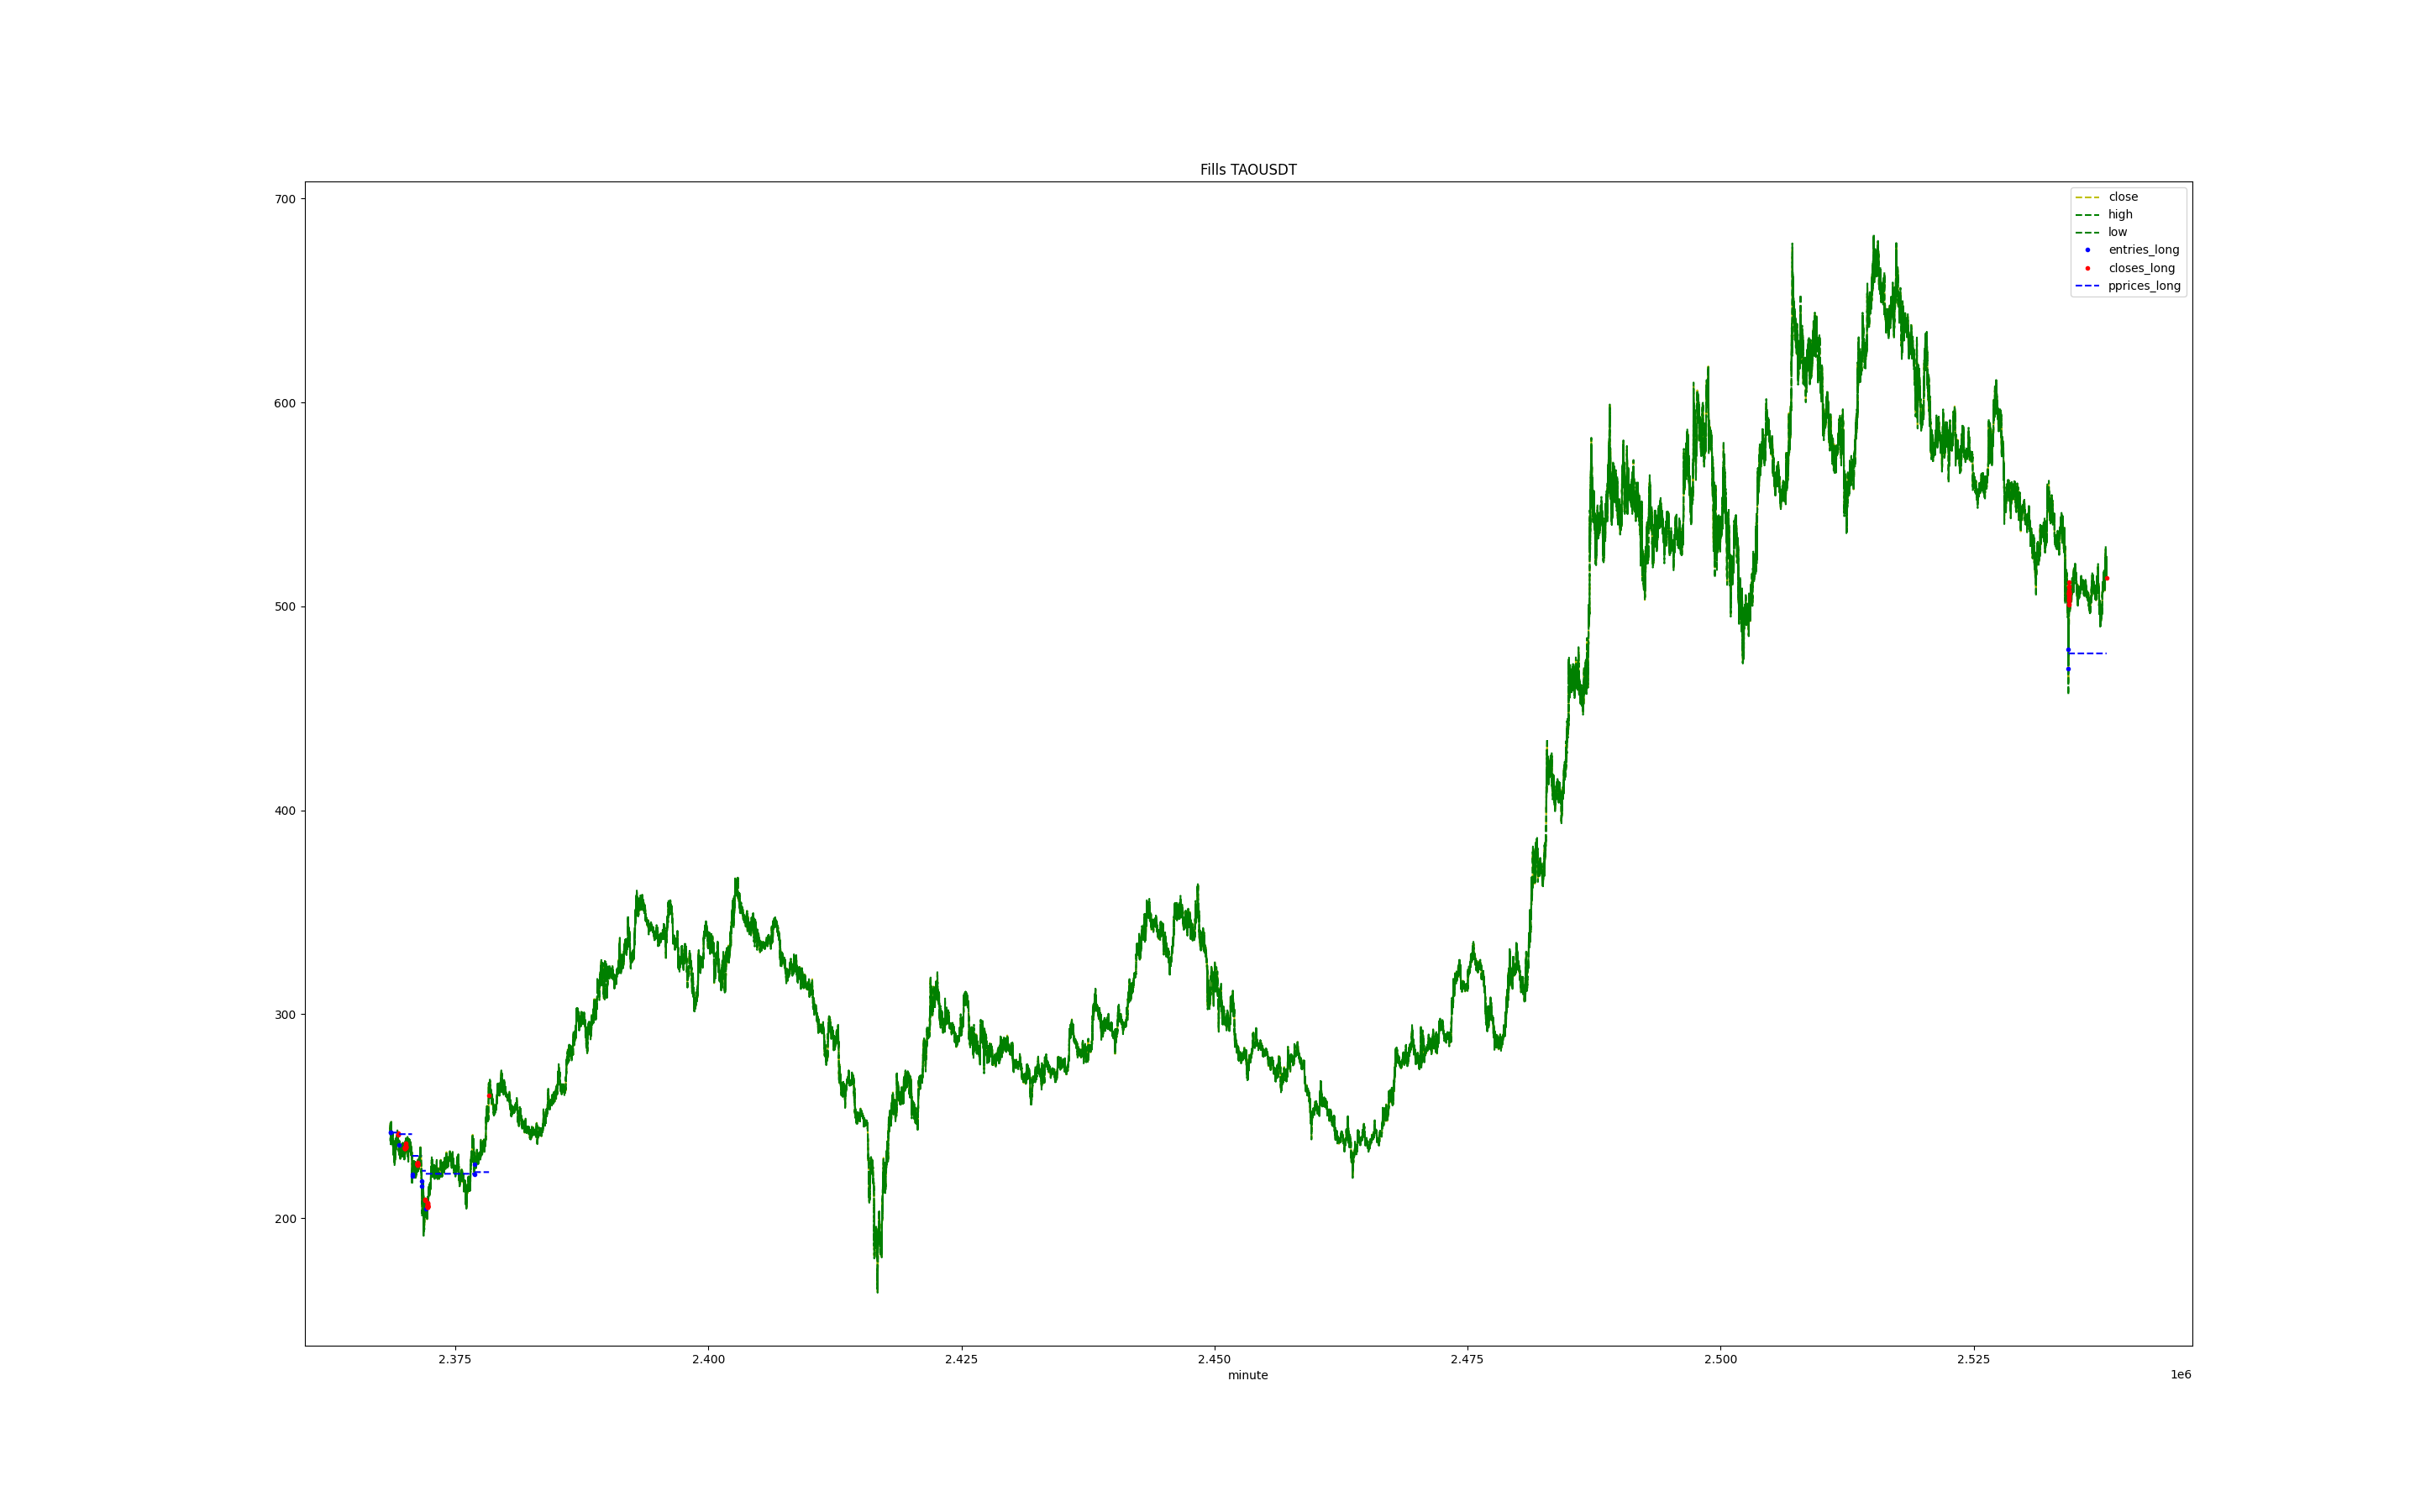 Fills TAOUSDT
700
600
500
400
300
200
close
high
low
entries_long
closes_long
pprices_long
2.375 2.400 2.425 2.450 2.475 2.500 2.525
minute
1e6